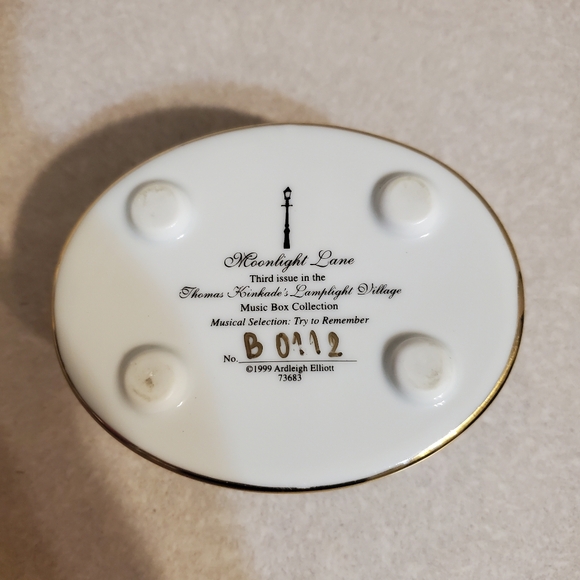 Moonlight Lane
Third issue in the
Thomas Kinkade's Lamplight Village
Music Box Collection
Musical Selection: Try to Remember
No. B 0112
©1999 Ardleigh Elliott
73683